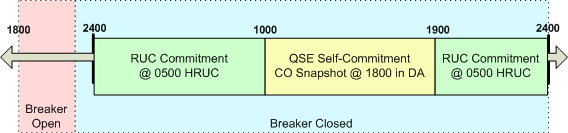 1800
2400
1000
1900
2400
RUC Commitment
@ 0500 HRUC
QSE Self-Commitment
CO Snapshot @ 1800 in DA
RUC Commitment
@ 0500 HRUC
Breaker
Open
Breaker Closed